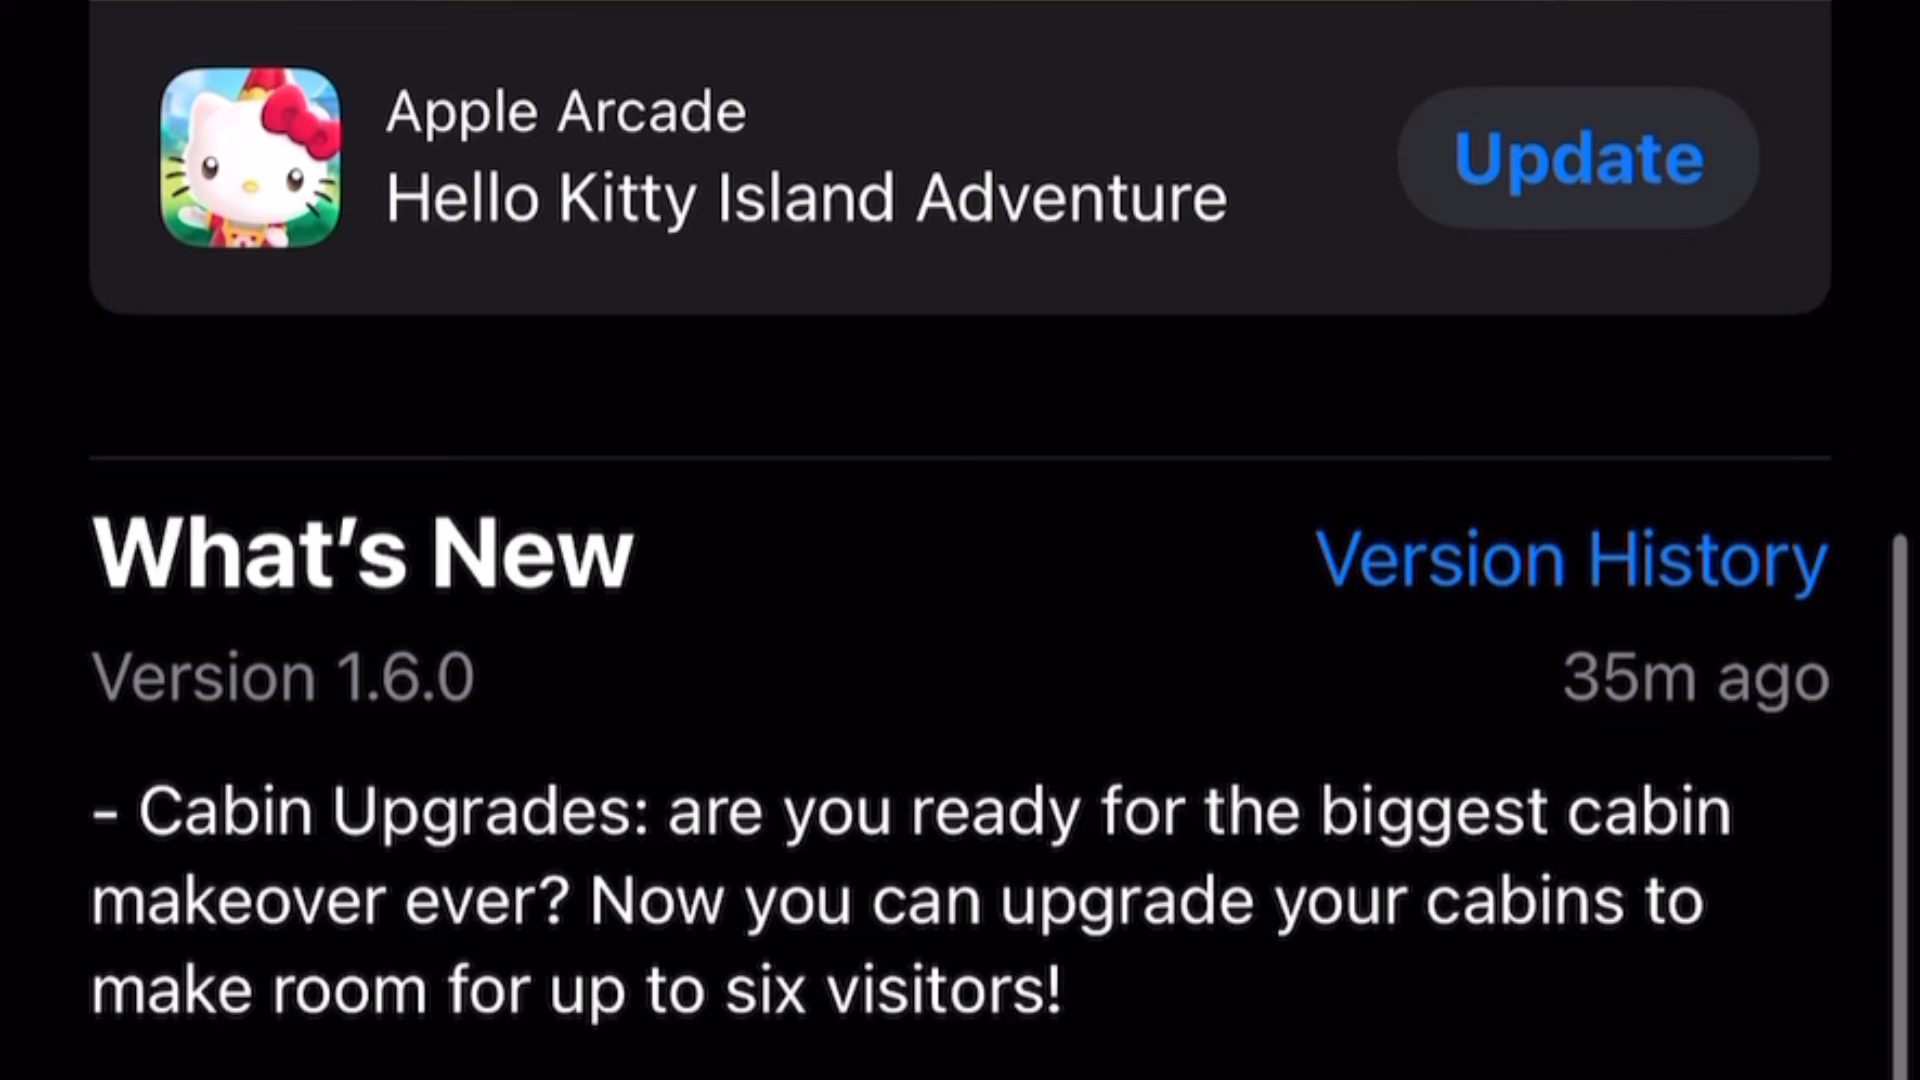 Apple Arcade
Hello Kitty Island Adventure
Update
What’s New
Version History
Version 1.6.0
35m ago
- Cabin Upgrades: are you ready for the biggest cabin
makeover ever? Now you can upgrade your cabins to
make room for up to six visitors!